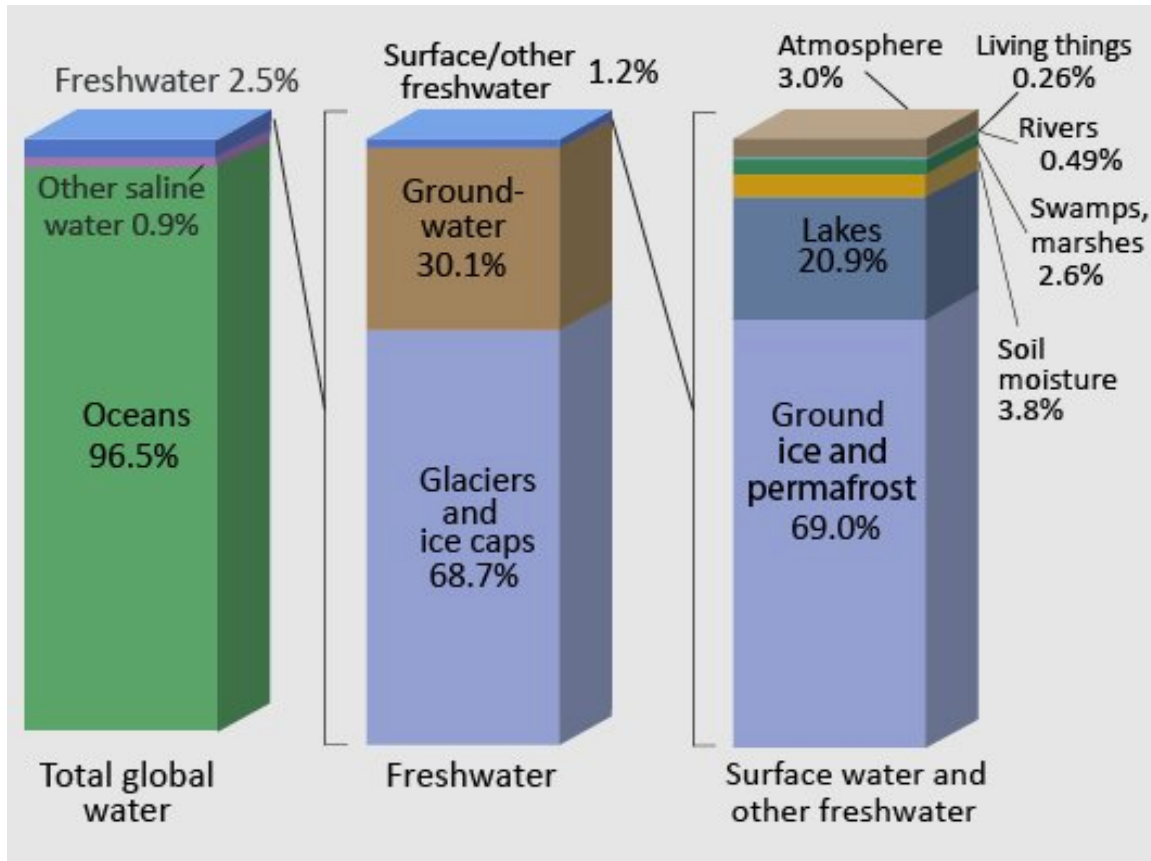 Freshwater 2.5%
Other saline
water 0.9%
Oceans
96.5%
Total global
water
Surface/other
freshwater
1.2%
Ground-
water
30.1%
Glaciers
and
ice caps
68.7%
Freshwater
Atmosphere
3.0%
Living things
0.26%
Rivers
0.49%
Swamps,
marshes
2.6%
Soil
moisture
3.8%
Lakes
20.9%
Ground
ice and
permafrost
69.0%
Surface water and
other freshwater